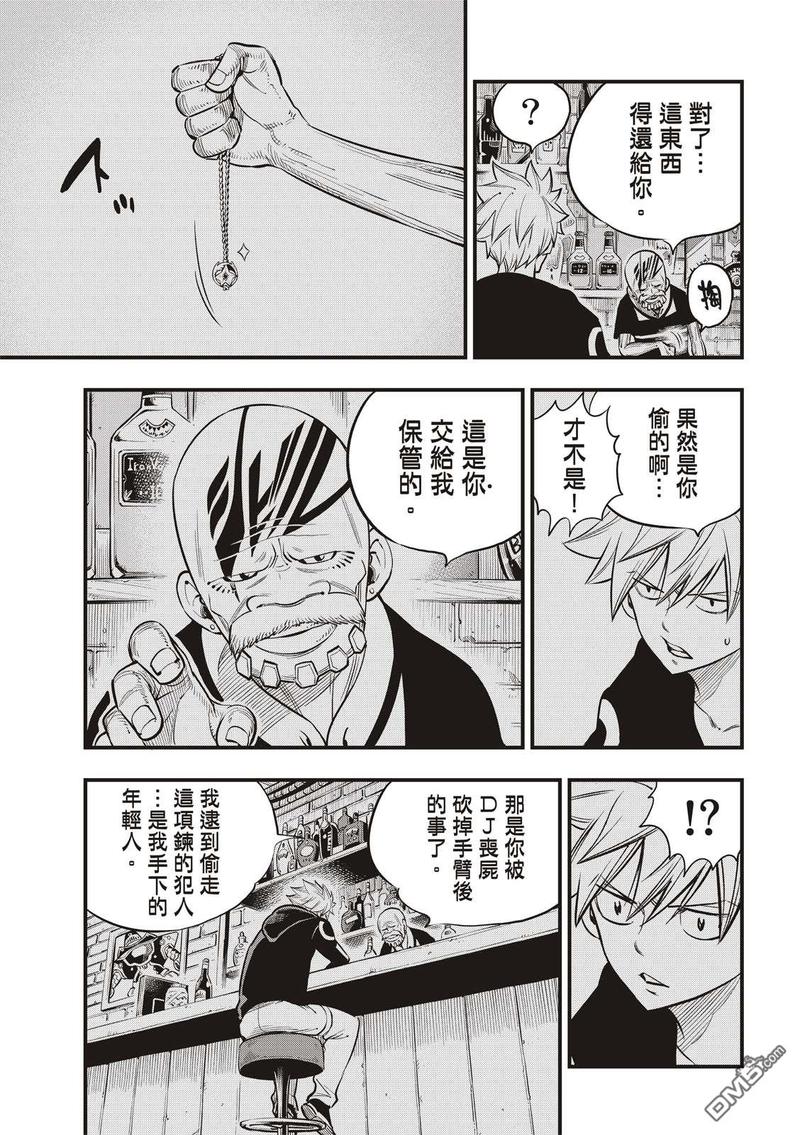 對了…
這東西
得還給你。
？
掏
果然是你
偷的啊…
才不是！
這是你
交給我
保管的。
!?
那是你被
DJ喪屍
砍掉手臂後
的事了。
我逮到偷走
這項鍊的犯人
…是我手下的
年輕人。
DM5.com